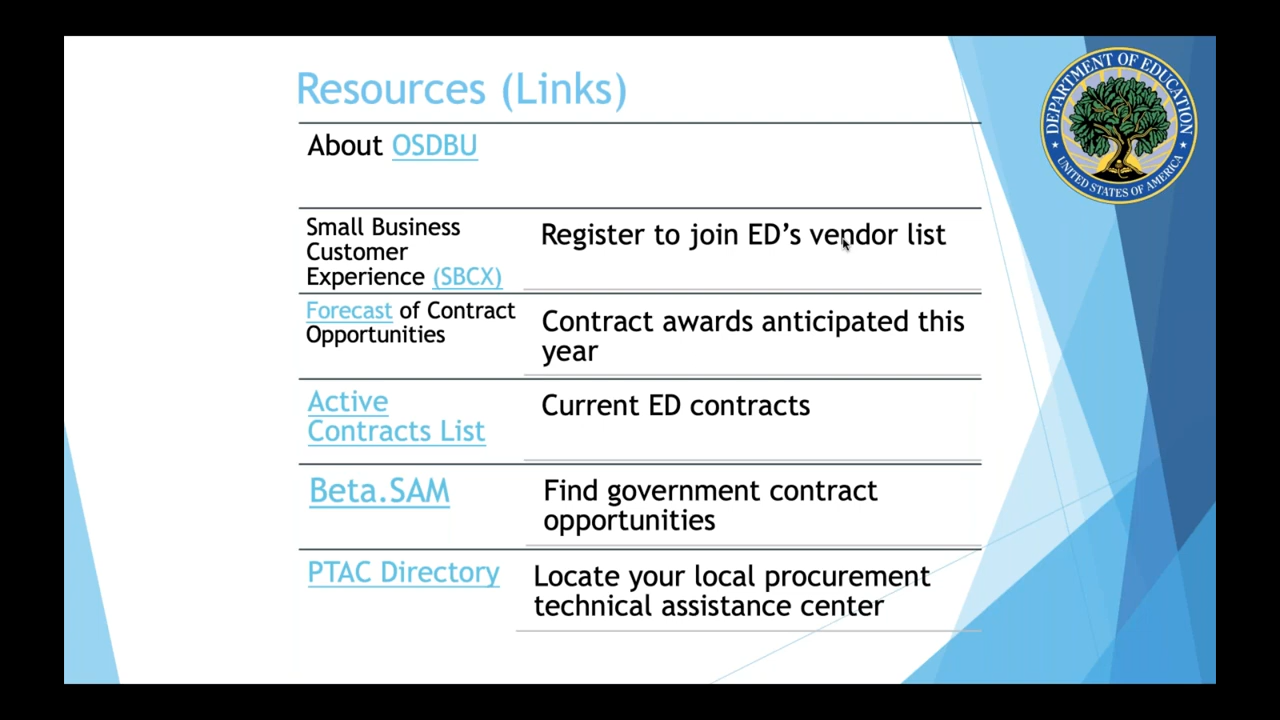 Resources (Links)
About OSDBU
Small Business
Customer
Experience (SBCX)
Register to join ED’s vendor list
Forecast of Contract
Opportunities
Contract awards anticipated this
year
Active
Contracts List
Current ED contracts
Beta.SAM
Find government contract
opportunities
PTAC Directory
Locate your local procurement
technical assistance center
DEPARTMENT OF EDUCATION
UNITED STATES OF AMERICA